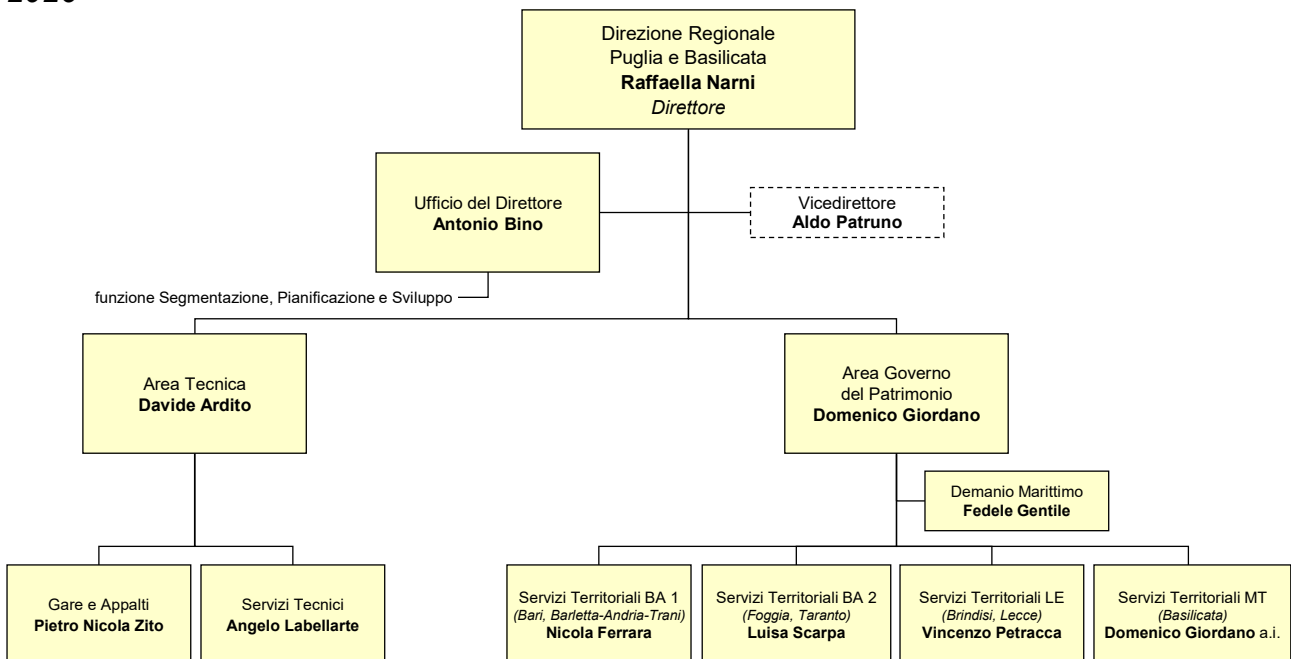 Direzione Regionale
Puglia e Basilicata
Raffaella Narni
Direttore
Ufficio del Direttore
Antonio Bino
Vicedirettore
Aldo Patruno
funzione Segmentazione, Pianificazione e Sviluppo
Area Tecnica
Davide Ardito
Area Governo
del Patrimonio
Domenico Giordano
Demanio Marittimo
Fedele Gentile
Gare e Appalti
Pietro Nicola Zito
Servizi Tecnici
Angelo Labellarte
Servizi Territoriali BA 1
(Bari, Barletta-Andria-Trani)
Nicola Ferrara
Servizi Territoriali BA 2
(Foggia, Taranto)
Luisa Scarpa
Servizi Territoriali LE
(Brindisi, Lecce)
Vincenzo Petracca
Servizi Territoriali MT
(Basilicata)
Domenico Giordano a.i.